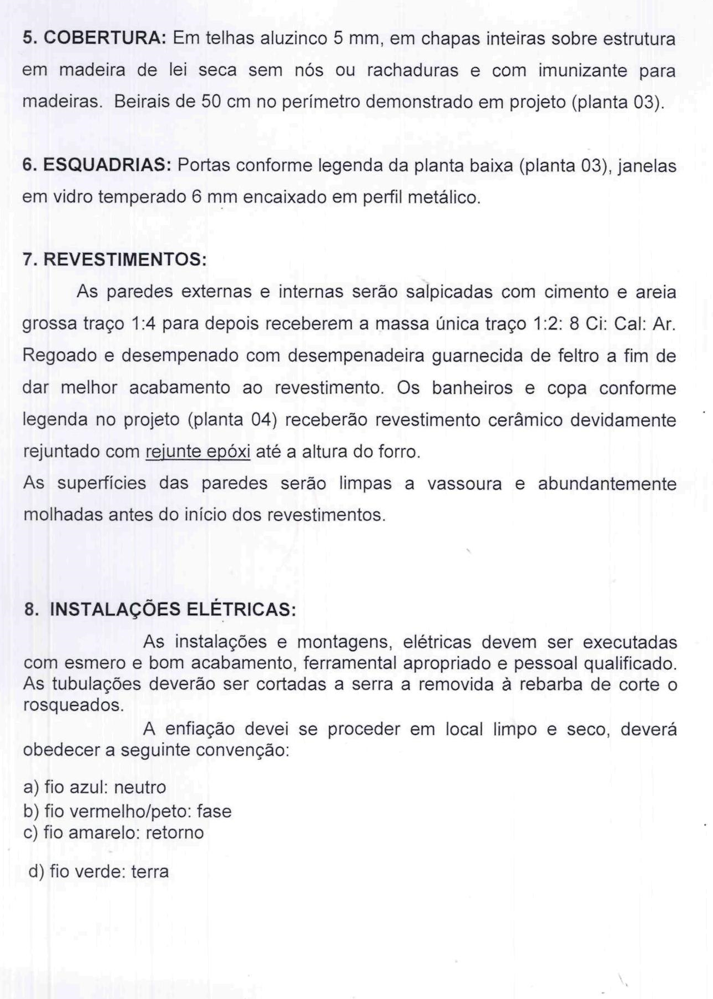 5. COBERTURA: Em telhas aluzinco 5 mm, em chapas inteiras sobre estrutura
em madeira de lei seca sem nós ou rachaduras e com imunizante para
madeiras. Beirais de 50 cm no perímetro demonstrado em projeto (planta 03).
6. ESQUADRIAS: Portas conforme legenda da planta baixa (planta 03), janelas
em vidro temperado 6 mm encaixado em perfil metálico.
7. REVESTIMENTOS:
As paredes externas e internas serão salpicadas com cimento e areia
grossa traço 1:4 para depois receberem a massa única traço 1:2: 8 Ci: Cal: Ar.
Regoado e desempenado com desempenadeira guarnecida de feltro a fim de
dar melhor acabamento ao revestimento. Os banheiros e copa conforme
legenda no projeto (planta 04) receberão revestimento cerâmico devidamente
rejuntado com rejunte epóxi até a altura do forro.
As superfícies das paredes serão limpas a vassoura e abundantemente
molhadas antes do início dos revestimentos.
8. INSTALAÇÕES ELÉTRICAS:
As instalações e montagens, elétricas devem ser executadas
com esmero e bom acabamento, ferramental apropriado e pessoal qualificado.
As tubulações deverão ser cortadas a serra a removida à rebarba de corte o
rosqueados.
A enfiação devei se proceder em local limpo e seco, deverá
obedecer a seguinte convenção:
a) fio azul: neutro
b) fio vermelho/peto: fase
c) fio amarelo: retorno
d) fio verde: terra